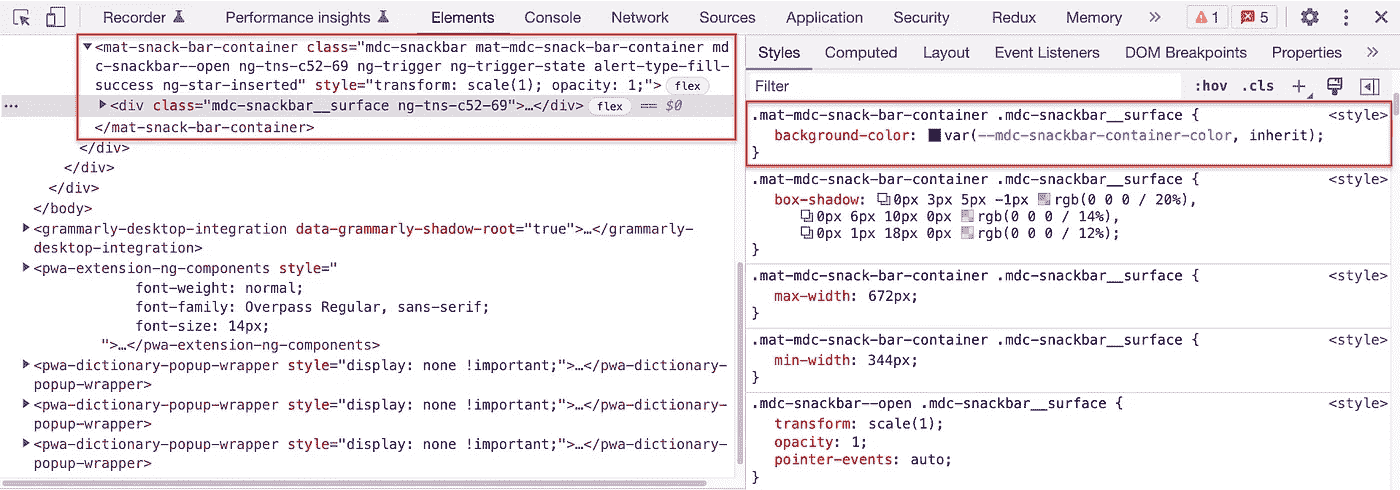 Recorder Performance insights Elements Console Network Sources Application Security Redux Memory » 1 5
<mat-snack-bar-container class="mdc-snackbar mat-mdc-snack-bar-container md
c-snackbar--open ng-tns-c52-69 ng-trigger ng-trigger-state alert-type-fill-
success ng-star-inserted" style="transform: scale(1); opacity: 1;"> flex
… <div class="mdc-snackbar__surface ng-tns-c52-69">…</div> flex == $0
</mat-snack-bar-container>
</div>
</div>
</div>
</body>
<grammarly-desktop-integration data-grammarly-shadow-root="true">…</grammarly-
desktop-integration>
<pwa-extension-ng-components style="
font-weight: normal;
font-family: Overpass Regular, sans-serif;
font-size: 14px;
">…</pwa-extension-ng-components>
<pwa-dictionary-popup-wrapper style="display: none !important;">…</pwa-dictionary-
popup-wrapper>
<pwa-dictionary-popup-wrapper style="display: none !important;">…</pwa-dictionary-
popup-wrapper>
<pwa-dictionary-popup-wrapper style="display: none !important;">…</pwa-dictionary-
popup-wrapper>
Styles Computed Layout Event Listeners DOM Breakpoints Properties »
Filter :hov .cls +
.mat-mdc-snack-bar-container .mdc-snackbar__surface { <style>
background-color: var(--mdc-snackbar-container-color, inherit);
}
.mat-mdc-snack-bar-container .mdc-snackbar__surface { <style>
box-shadow: 0px 3px 5px -1px rgb(0 0 0 / 20%),
0px 6px 10px 0px rgb(0 0 0 / 14%),
0px 1px 18px 0px rgb(0 0 0 / 12%);
}
.mat-mdc-snack-bar-container .mdc-snackbar__surface { <style>
max-width: 672px;
}
.mat-mdc-snack-bar-container .mdc-snackbar__surface { <style>
min-width: 344px;
}
.mdc-snackbar--open .mdc-snackbar__surface { <style>
transform: scale(1);
opacity: 1;
pointer-events: auto;
}